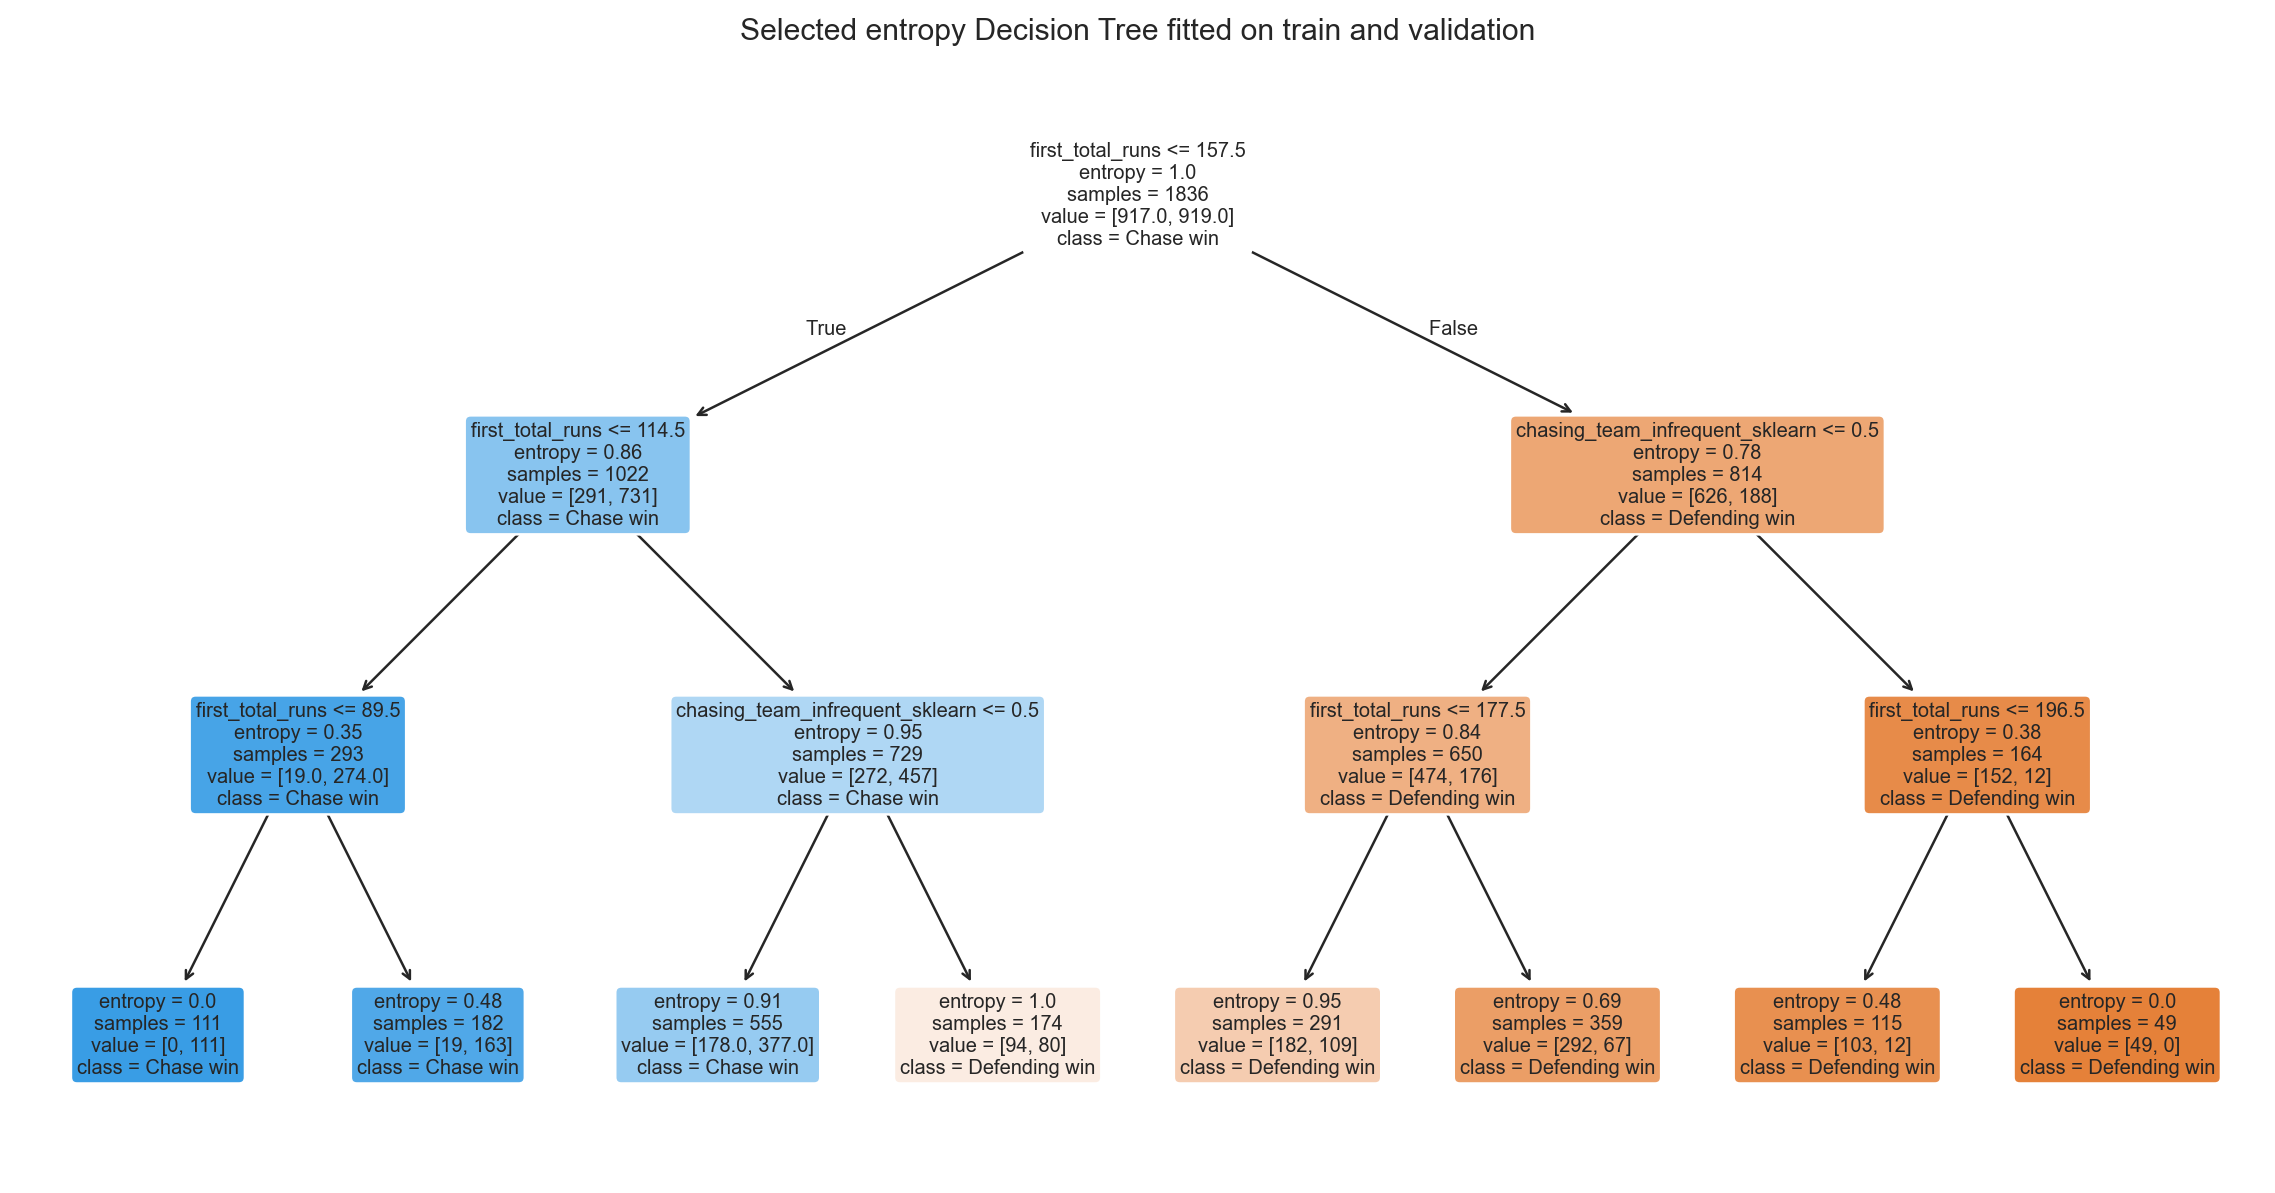 Selected entropy Decision Tree fitted on train and validation
first_total_runs <= 157.5
entropy = 1.0
samples = 1836
value = [917.0, 919.0]
class = Chase win
True
False
first_total_runs <= 114.5
entropy = 0.86
samples = 1022
value = [291, 731]
class = Chase win
chasing_team_infrequent_sklearn <= 0.5
entropy = 0.78
samples = 814
value = [626, 188]
class = Defending win
first_total_runs <= 89.5
entropy = 0.35
samples = 293
value = [19.0, 274.0]
class = Chase win
chasing_team_infrequent_sklearn <= 0.5
entropy = 0.95
samples = 729
value = [272, 457]
class = Chase win
first_total_runs <= 177.5
entropy = 0.84
samples = 650
value = [474, 176]
class = Defending win
first_total_runs <= 196.5
entropy = 0.38
samples = 164
value = [152, 12]
class = Defending win
entropy = 0.0
samples = 111
value = [0, 111]
class = Chase win
entropy = 0.48
samples = 182
value = [19, 163]
class = Chase win
entropy = 0.91
samples = 555
value = [178.0, 377.0]
class = Chase win
entropy = 1.0
samples = 174
value = [94, 80]
class = Defending win
entropy = 0.95
samples = 291
value = [182, 109]
class = Defending win
entropy = 0.69
samples = 359
value = [292, 67]
class = Defending win
entropy = 0.48
samples = 115
value = [103, 12]
class = Defending win
entropy = 0.0
samples = 49
value = [49, 0]
class = Defending win